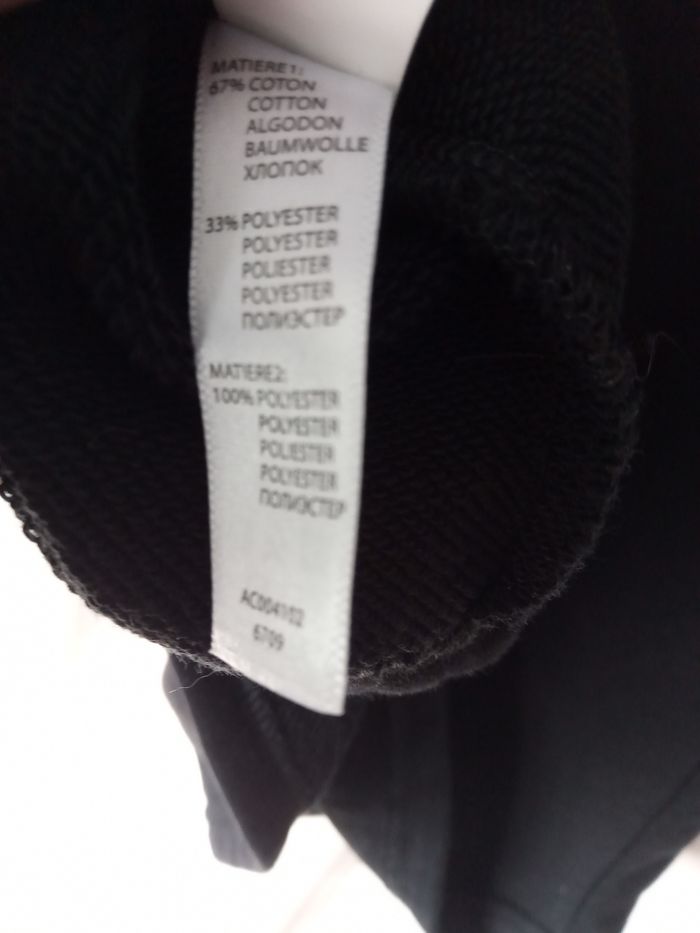 MATIERE1:
67% COTON
COTTON
ALGODON
BAUMWOLLE
ХЛОПОК
33% POLYESTER
POLYESTER
POLIESTER
POLYESTER
ПОЛИЭСТЕР
MATIERE2:
100% POLYESTER
POLYESTER
POLIESTER
POLYESTER
ПОЛИЭСТЕР
AC004102
6709